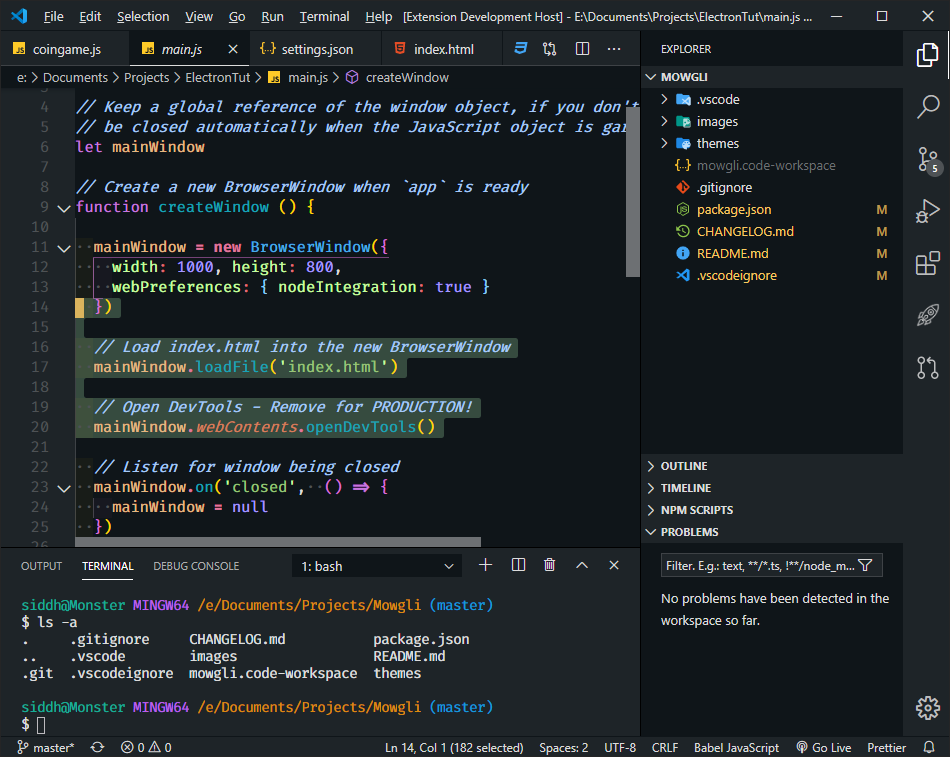 File Edit Selection View Go Run Terminal Help [Extension Development Host] - E:\Documents\Projects\ElectronTut\main.js ...
coingame.js main.js settings.json index.html
e: > Documents > Projects > ElectronTut > main.js > createWindow
4 // Keep a global reference of the window object, if you don't
5 // be closed automatically when the JavaScript object is gar
6 let mainWindow
7
8 // Create a new BrowserWindow when `app` is ready
9 function createWindow () {
10
11 mainWindow = new BrowserWindow({
12 width: 1000, height: 800,
13 webPreferences: { nodeIntegration: true }
14 })
15
16 // Load index.html into the new BrowserWindow
17 mainWindow.loadFile('index.html')
18
19 // Open DevTools - Remove for PRODUCTION!
20 mainWindow.webContents.openDevTools()
21
22 // Listen for window being closed
23 mainWindow.on('closed', () => {
24 mainWindow = null
25 })
26
EXPLORER
MOWGLI
.vscode
images
themes
mowgli.code-workspace
.gitignore
package.json M
CHANGELOG.md M
README.md M
.vscodeignore M
5
OUTLINE
TIMELINE
NPM SCRIPTS
PROBLEMS
Filter. E.g.: text, **/*.ts, !**/node_m...
No problems have been detected in the
workspace so far.
OUTPUT TERMINAL DEBUG CONSOLE 1: bash
siddh@Monster MINGW64 /e/Documents/Projects/Mowgli (master)
$ ls -a
. .gitignore CHANGELOG.md package.json
.. .vscode images README.md
.git .vscodeignore mowgli.code-workspace themes
siddh@Monster MINGW64 /e/Documents/Projects/Mowgli (master)
$
master* 0 0 Ln 14, Col 1 (182 selected) Spaces: 2 UTF-8 CRLF Babel JavaScript Go Live Prettier